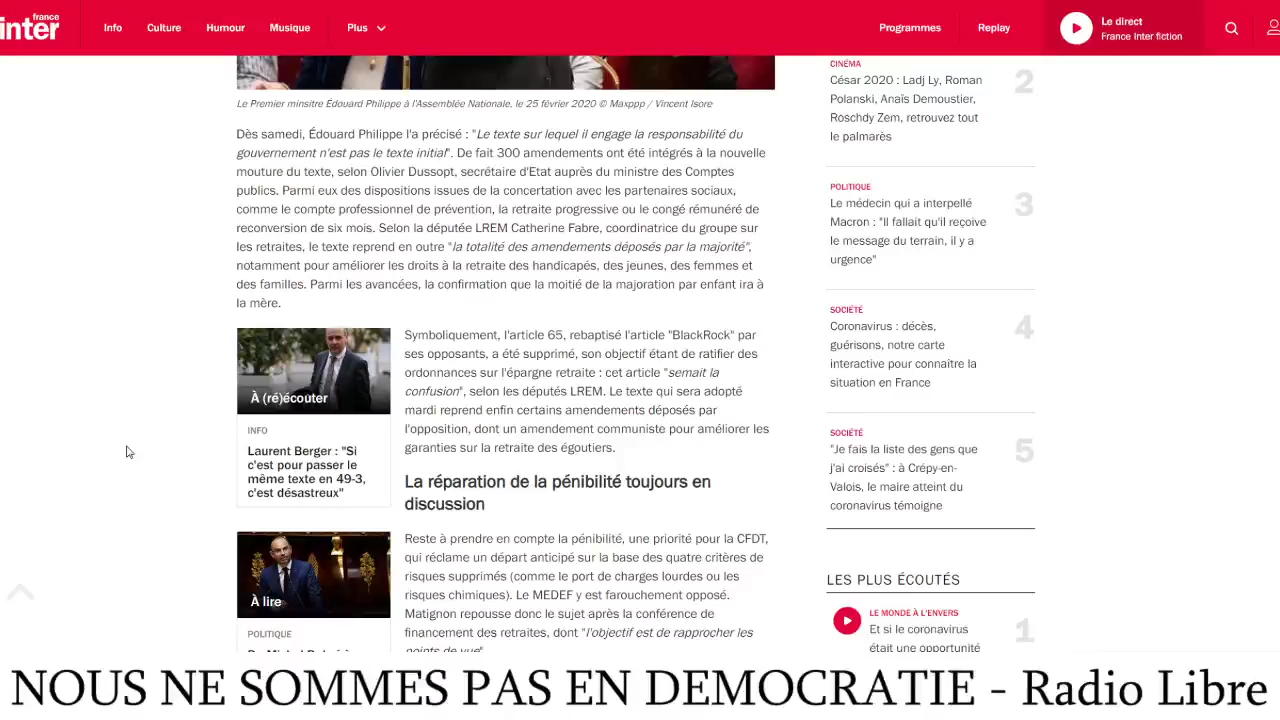 france
inter
Info
Culture
Humour
Musique
Plus
Programmes
Replay
Le direct
France Inter fiction
Le Premier minsitre Édouard Philippe à l'Assemblée Nationale, le 25 février 2020 © Maxppp / Vincent Isore
Dès samedi, Édouard Philippe l'a précisé : "Le texte sur lequel il engage la responsabilité du
gouvernement n'est pas le texte initial". De fait 300 amendements ont été intégrés à la nouvelle
mouture du texte, selon Olivier Dussopt, secrétaire d'Etat auprès du ministre des Comptes
publics. Parmi eux des dispositions issues de la concertation avec les partenaires sociaux,
comme le compte professionnel de prévention, la retraite progressive ou le congé rémunéré de
reconversion de six mois. Selon la députée LREM Catherine Fabre, coordinatrice du groupe sur
les retraites, le texte reprend en outre "la totalité des amendements déposés par la majorité",
notamment pour améliorer les droits à la retraite des handicapés, des jeunes, des femmes et
des familles. Parmi les avancées, la confirmation que la moitié de la majoration par enfant ira à
la mère.
À (ré)écouter
INFO
Laurent Berger : "Si
c'est pour passer le
même texte en 49-3,
c'est désastreux"
Symboliquement, l'article 65, rebaptisé l'article "BlackRock" par
ses opposants, a été supprimé, son objectif étant de ratifier des
ordonnances sur l'épargne retraite : cet article "semait la
confusion", selon les députés LREM. Le texte qui sera adopté
mardi reprend enfin certains amendements déposés par
l'opposition, dont un amendement communiste pour améliorer les
garanties sur la retraite des égoutiers.
La réparation de la pénibilité toujours en
discussion
À lire
POLITIQUE
Reste à prendre en compte la pénibilité, une priorité pour la CFDT,
qui réclame un départ anticipé sur la base des quatre critères de
risques supprimés (comme le port de charges lourdes ou les
risques chimiques). Le MEDEF y est farouchement opposé.
Matignon repousse donc le sujet après la conférence de
financement des retraites, dont "l'objectif est de rapprocher les
points de vue"
CINÉMA
César 2020 : Ladj Ly, Roman
Polanski, Anaïs Demoustier,
Roschdy Zem, retrouvez tout
le palmarès
2
POLITIQUE
Le médecin qui a interpellé
Macron : "Il fallait qu'il reçoive
le message du terrain, il y a
urgence"
3
SOCIÉTÉ
Coronavirus : décès,
guérisons, notre carte
interactive pour connaître la
situation en France
4
SOCIÉTÉ
"Je fais la liste des gens que
j'ai croisés" : à Crépy-en-
Valois, le maire atteint du
coronavirus témoigne
5
LES PLUS ÉCOUTÉS
LE MONDE À L'ENVERS
Et si le coronavirus
était une opportunité
1
NOUS NE SOMMES PAS EN DEMOCRATIE - Radio Libre